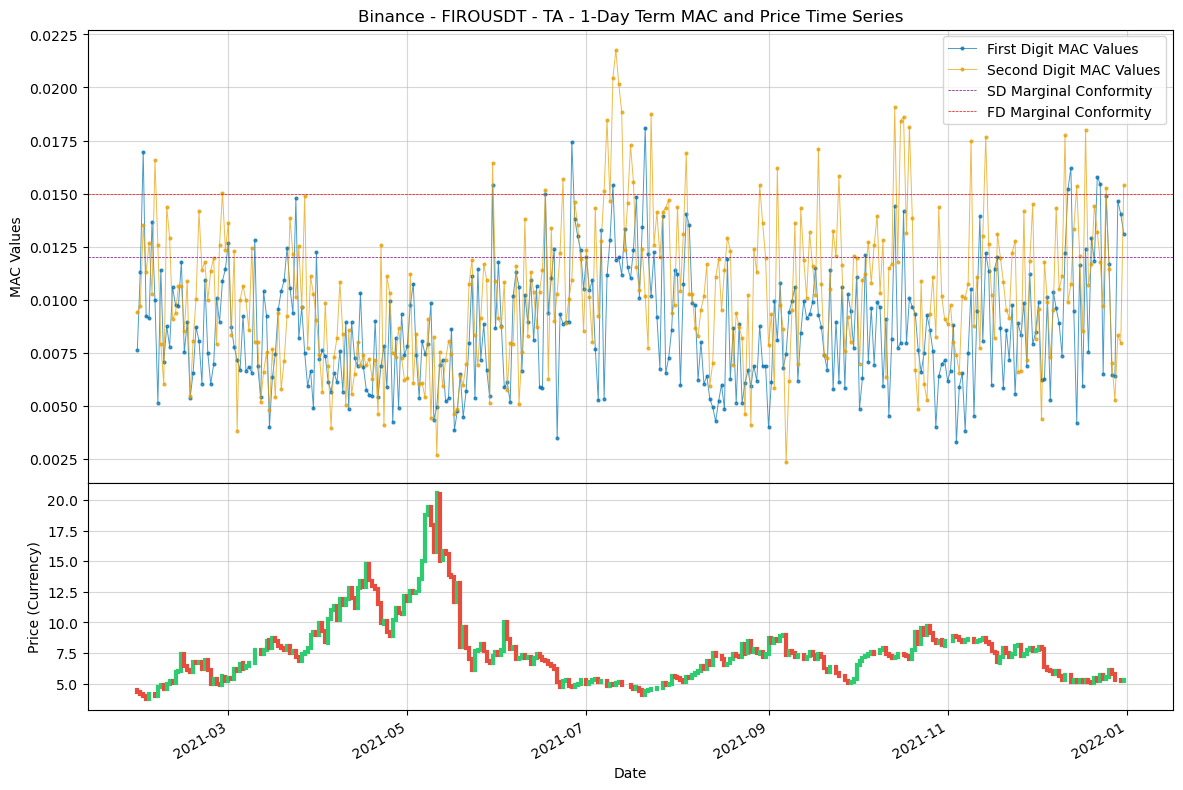 Binance - FIROUSDT - TA - 1-Day Term MAC and Price Time Series
0.0225
0.0200
0.0175
0.0150
0.0125
0.0100
0.0075
0.0050
0.0025
MAC Values
First Digit MAC Values
Second Digit MAC Values
SD Marginal Conformity
FD Marginal Conformity
20.0
17.5
15.0
12.5
10.0
7.5
5.0
Price (Currency)
2021-03
2021-05
2021-07
2021-09
2021-11
2022-01
Date